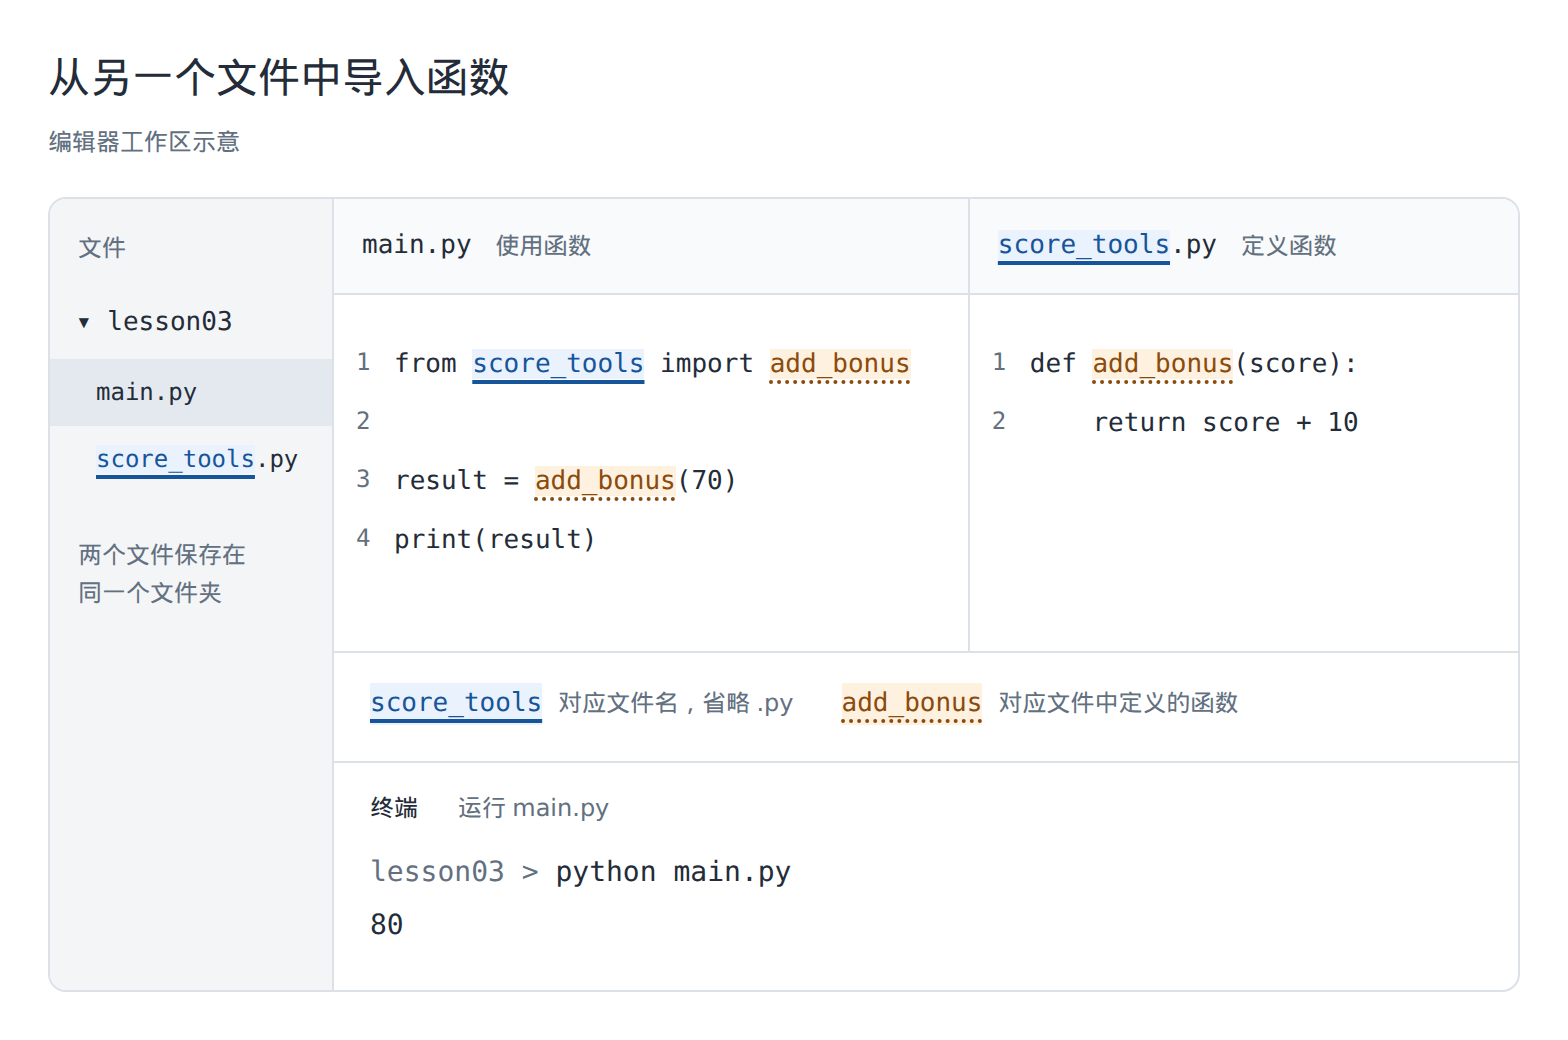 从另一个文件中导入函数
编辑器工作区示意
文件
▼ lesson03
main.py
score_tools.py
两个文件保存在
同一个文件夹
main.py 使用函数
1 from score_tools import add_bonus
2
3 result = add_bonus(70)
4 print(result)
score_tools.py 定义函数
1 def add_bonus(score):
2     return score + 10
score_tools 对应文件名，省略 .py add_bonus 对应文件中定义的函数
终端 运行 main.py
lesson03 > python main.py
80